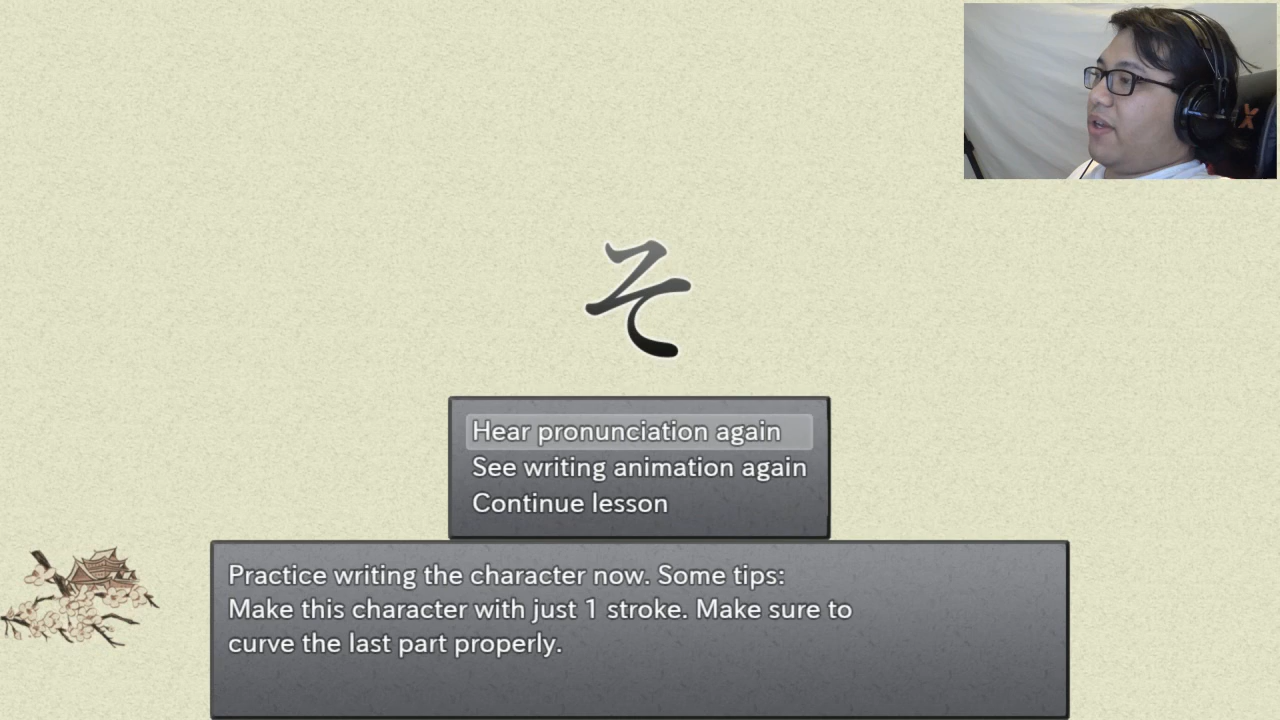 そ
Hear pronunciation again
See writing animation again
Continue lesson
Practice writing the character now. Some tips:
Make this character with just 1 stroke. Make sure to
curve the last part properly.